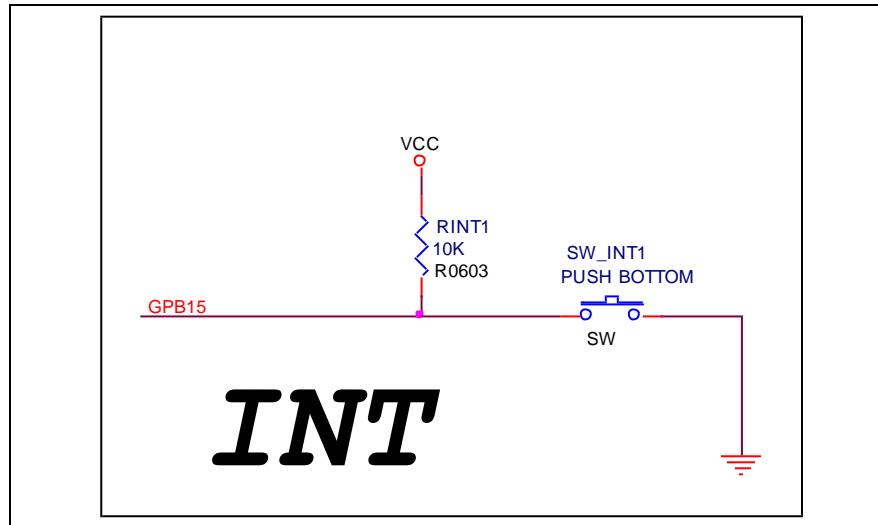 VCC
RINT1
10K
R0603
SW_INT1
PUSH BOTTOM
GPB15
SW
INT